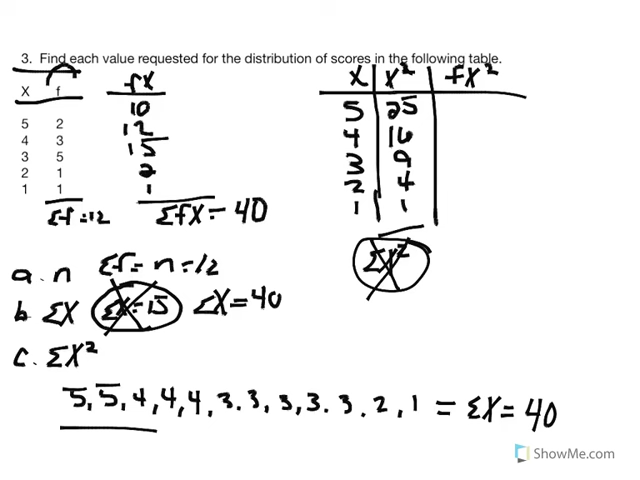 3. Find each value requested for the distribution of scores in the following table.
X f fX
5 2 10
4 3 12
3 5 15
2 1 2
1 1 1
Σf=12 ΣfX=40
X X² fX²
5 25
4 16
3 9
2 4
1 1
ΣX²
a. n Σf=n=12
b. ΣX ΣX=15 ΣX=40
c. ΣX²
5, 5, 4, 4, 4, 3. 3, 3, 3. 3. 2, 1 = ΣX= 40
ShowMe.com